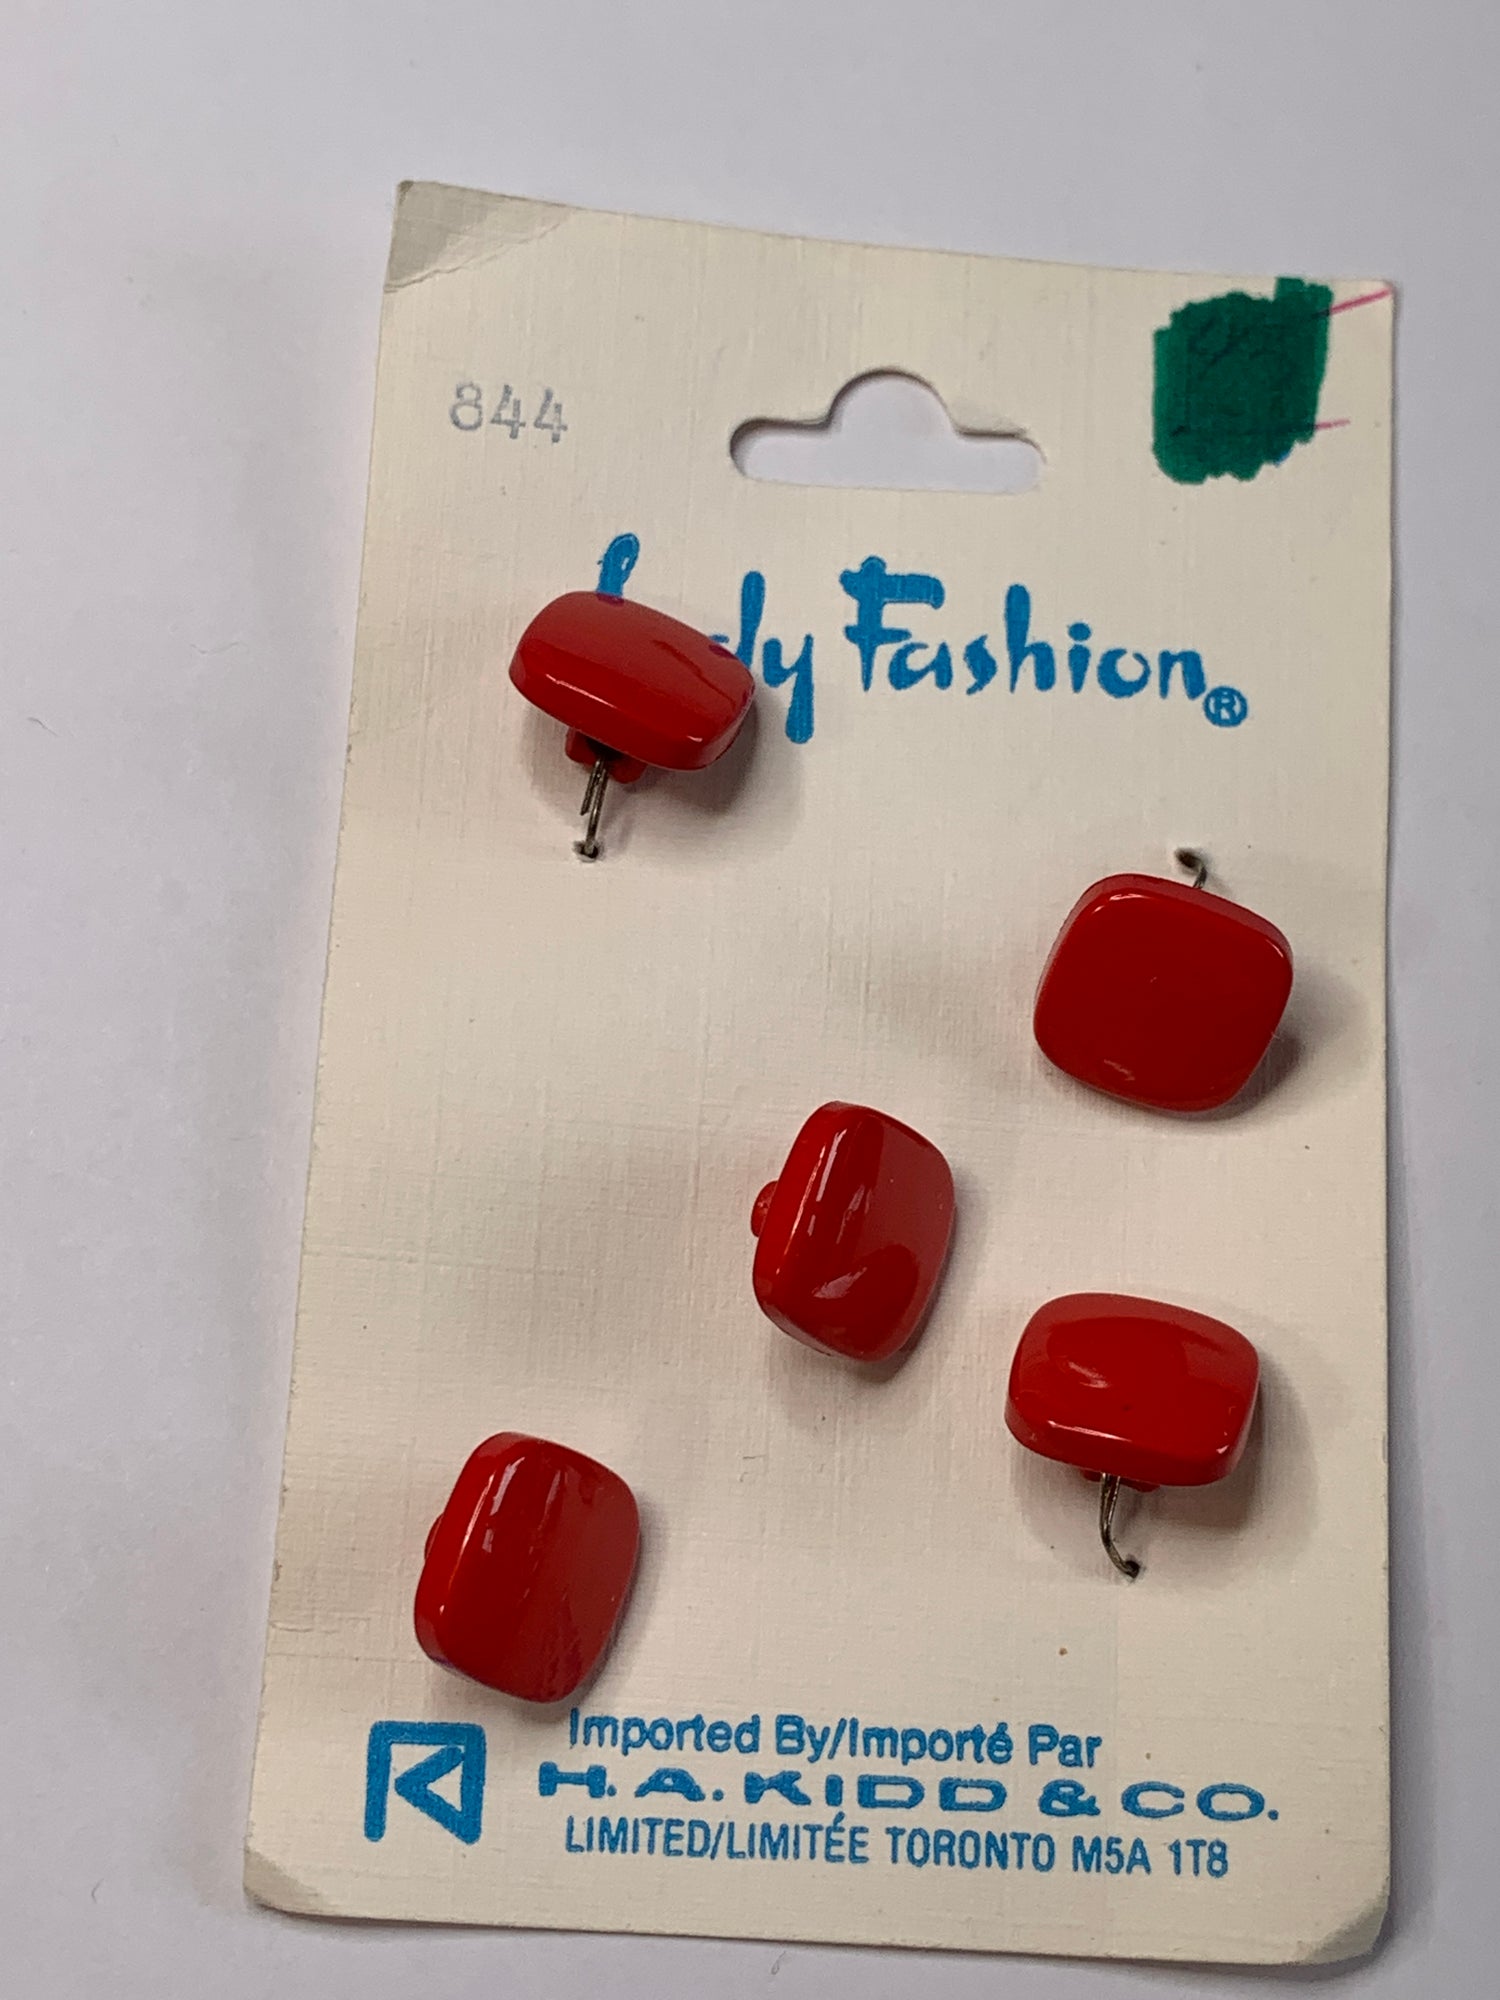 844
Fashion®
Imported By/Importé Par
H.A. KIDD & CO.
LIMITED/LIMITÉE TORONTO M5A 1T8